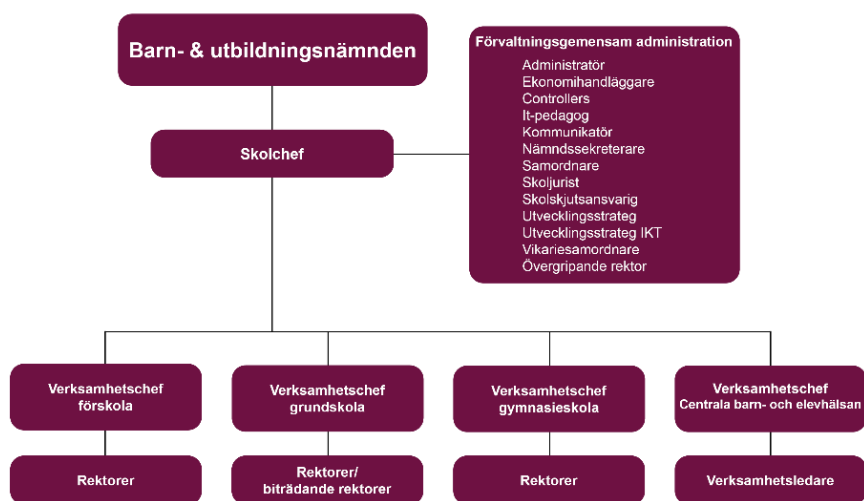 Barn- & utbildningsnämnden
Förvaltningsgemensam administration
Administratör
Ekonomihandläggare
Controllers
It-pedagog
Kommunikatör
Nämndssekreterare
Samordnare
Skoljurist
Skolskjutsansvarig
Utvecklingsstrateg
Utvecklingsstrateg IKT
Vikariesamordnare
Övergripande rektor
Skolchef
Verksamhetschef
förskola
Verksamhetschef
grundskola
Verksamhetschef
gymnasieskola
Verksamhetschef
Centrala barn- och elevhälsan
Rektorer
Rektorer/
biträdande rektorer
Rektorer
Verksamhetsledare